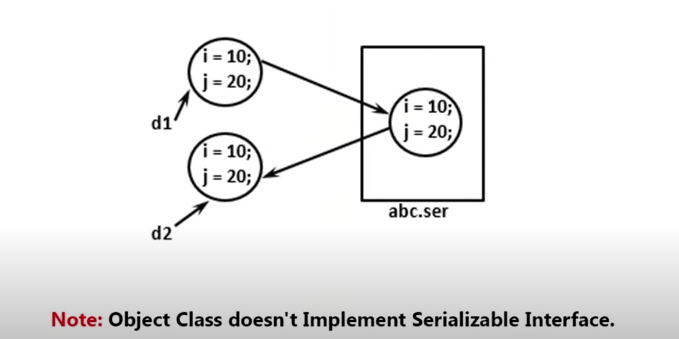 i = 10;
j = 20;
d1
i = 10;
j = 20;
d2
i = 10;
j = 20;
abc.ser
Note: Object Class doesn't Implement Serializable Interface.